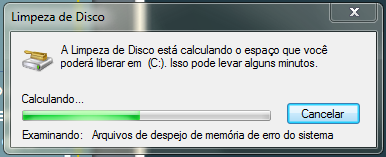 Limpeza de Disco
A Limpeza de Disco está calculando o espaço que você
poderá liberar em  (C:). Isso pode levar alguns minutos.
Calculando...
Cancelar
Examinando:   Arquivos de despejo de memória de erro do sistema